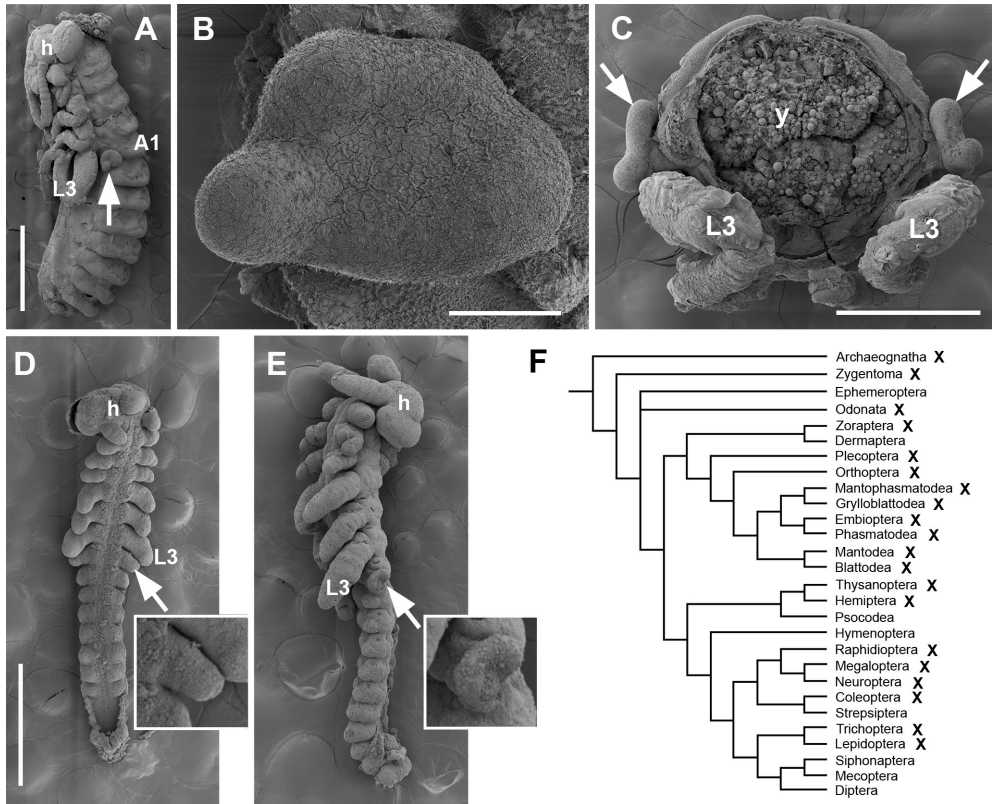 A
h
A1
L3
B
C
y
L3
L3
D
h
L3
E
h
L3
F
Archaeognatha X
Zygentoma X
Ephemeroptera
Odonata X
Zoraptera X
Dermaptera
Plecoptera X
Orthoptera X
Mantophasmatodea X
Grylloblattodea X
Embioptera X
Phasmatodea X
Mantodea X
Blattodea X
Thysanoptera X
Hemiptera X
Psocodea
Hymenoptera
Raphidioptera X
Megaloptera X
Neuroptera X
Coleoptera X
Strepsiptera
Trichoptera X
Lepidoptera X
Siphonaptera
Mecoptera
Diptera